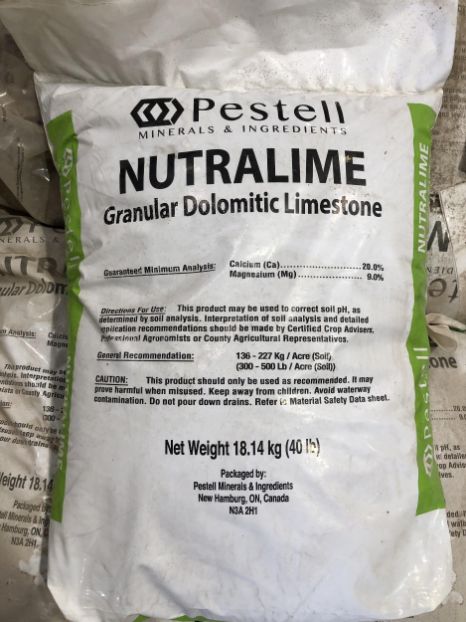 Pestell
MINERALS & INGREDIENTS
NUTRALIME
Granular Dolomitic Limestone
Guaranteed Minimum Analysis: Calcium (Ca)..............................20.0%
Magnesium (Mg)..........................9.0%
Directions For Use: This product may be used to correct soil pH, as
determined by soil analysis. Interpretation of soil analysis and detailed
application recommendations should be made by Certified Crop Advisers,
Professional Agronomists or County Agricultural Representatives.
General Recommendation: 136 - 227 Kg / Acre (Soil)
(300 - 500 Lb / Acre (Soil))
CAUTION: This product should only be used as recommended. It may
prove harmful when misused. Keep away from children. Avoid waterway
contamination. Do not pour down drains. Refer to Material Safety Data sheet.
Net Weight 18.14 kg (40 lb)
Packaged by:
Pestell Minerals & Ingredients
New Hamburg, ON, Canada
N3A 2H1
Pestell
NUTRALIME
Pestell